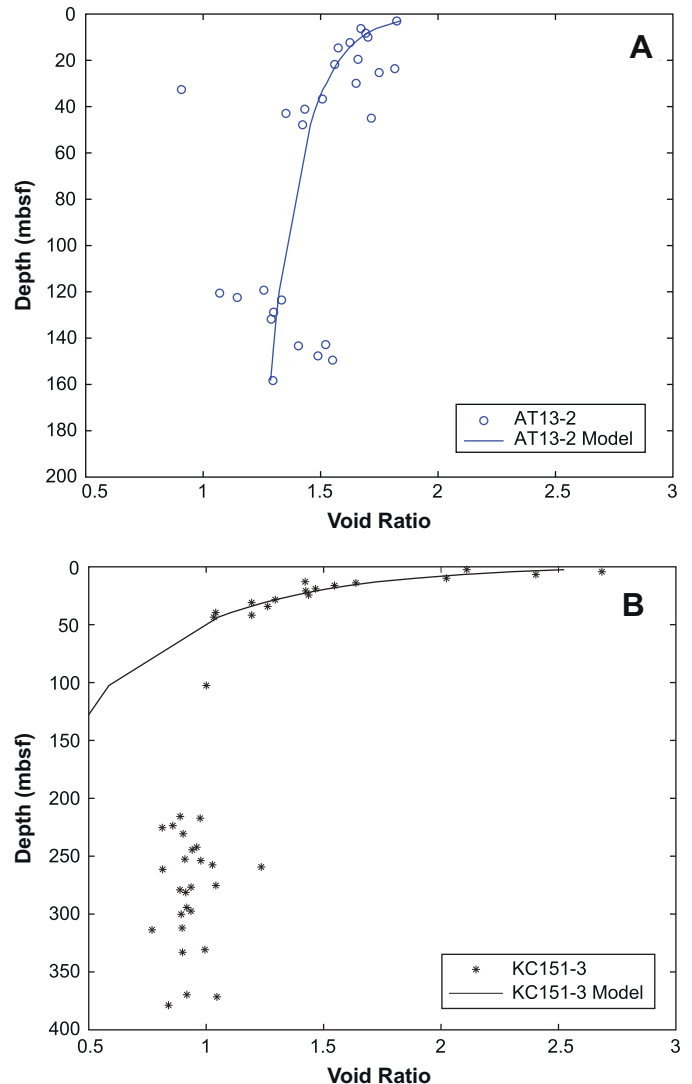 A
0
20
40
60
80
100
120
140
160
180
200
Depth (mbsf)
AT13-2
AT13-2 Model
0.5 1 1.5 2 2.5 3
Void Ratio
B
0
50
100
150
200
250
300
350
400
Depth (mbsf)
KC151-3
KC151-3 Model
0.5 1 1.5 2 2.5 3
Void Ratio